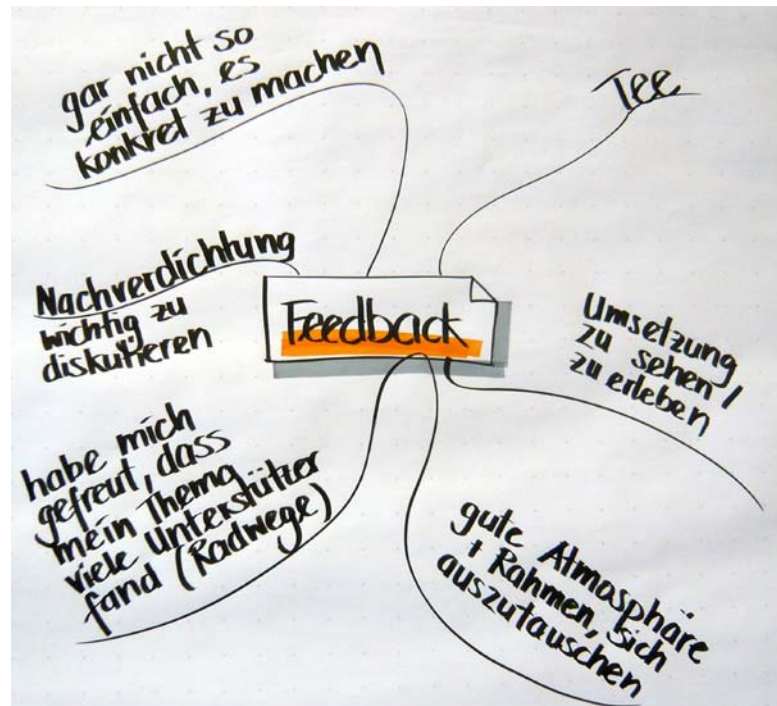 gar nicht so
einfach, es
konkret zu machen
Tee
Nachverdichtung
wichtig zu
diskutieren
Feedback
Umsetzung
zu sehen /
zu erleben
habe mich
gefreut, dass
mein Thema
viele Unterstützer
fand (Radwege)
gute Atmosphäre
+ Rahmen, sich
auszutauschen